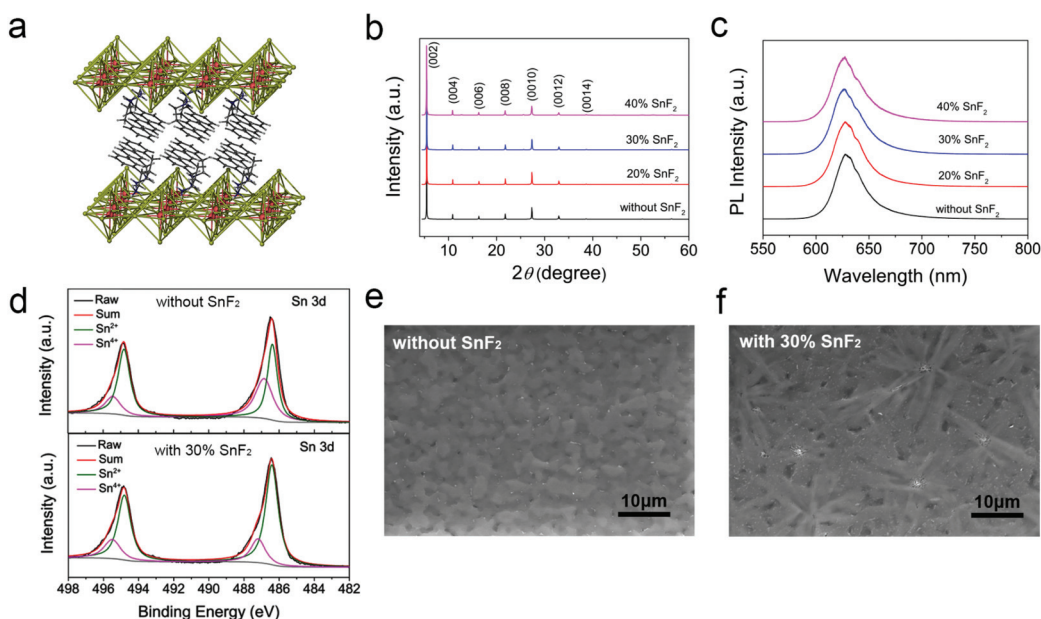 a
b
(002)
(004)
(006)
(008)
(0010)
(0012)
(0014)
40% SnF₂
30% SnF₂
20% SnF₂
without SnF₂
Intensity (a.u.)
10 20 30 40 50 60
2θ (degree)
c
40% SnF₂
30% SnF₂
20% SnF₂
without SnF₂
PL Intensity (a.u.)
550 600 650 700 750 800
Wavelength (nm)
d
Raw
Sum
Sn²⁺
Sn⁴⁺
without SnF₂
Sn 3d
Intensity (a.u.)
Raw
Sum
Sn²⁺
Sn⁴⁺
with 30% SnF₂
Sn 3d
Intensity (a.u.)
498 496 494 492 490 488 486 484 482
Binding Energy (eV)
e
without SnF₂
10μm
f
with 30% SnF₂
10μm